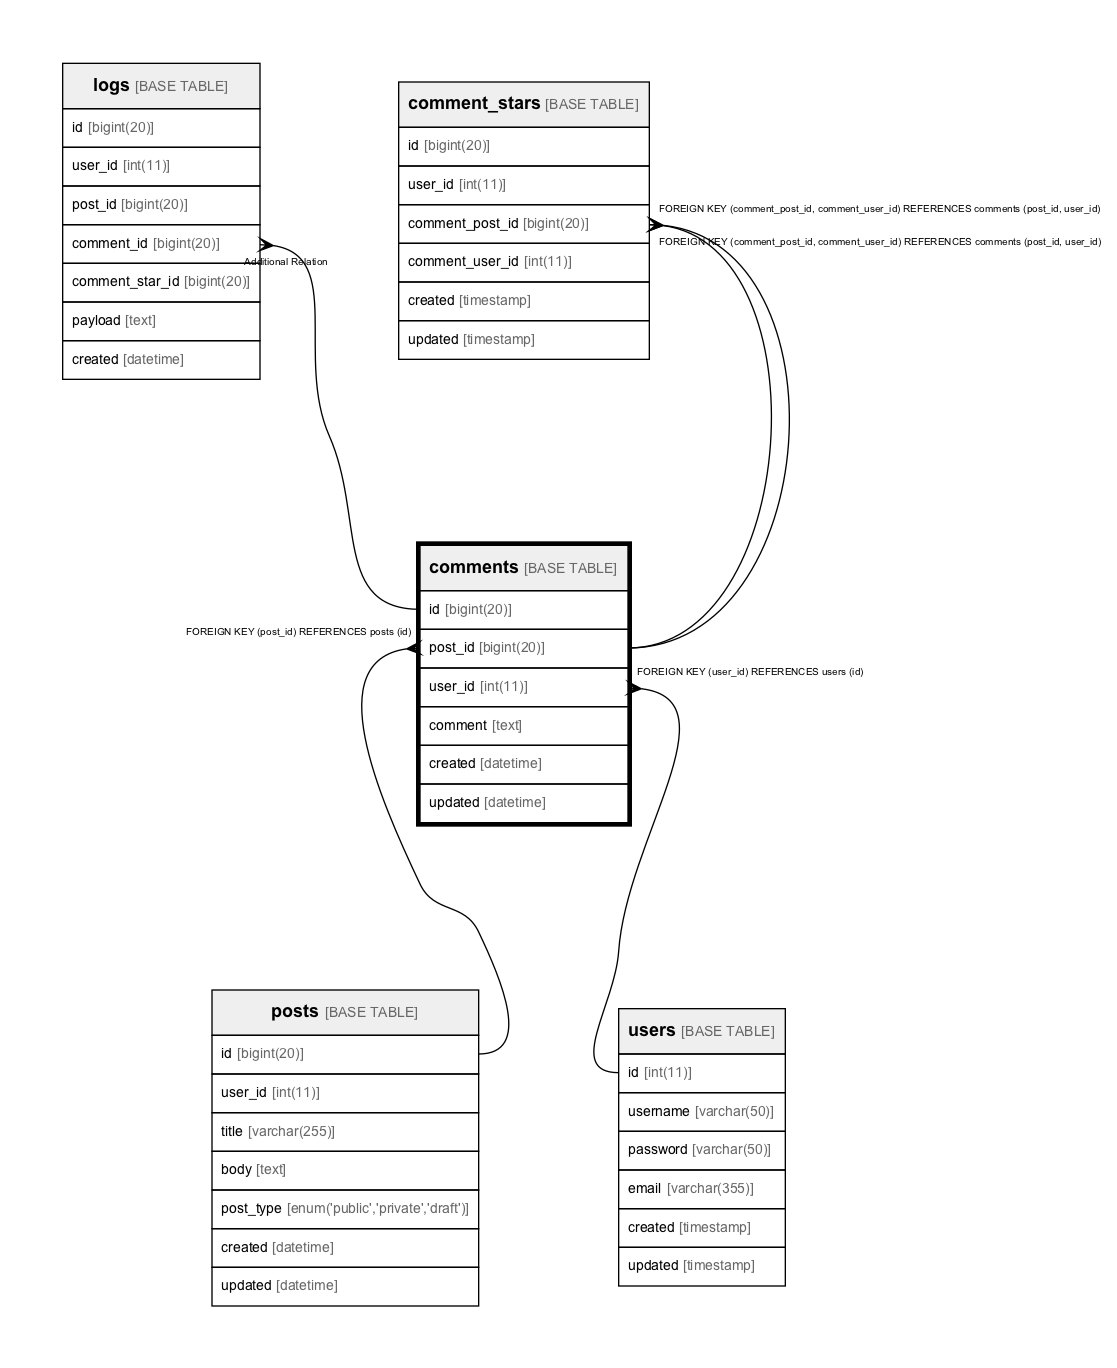 logs [BASE TABLE]
id [bigint(20)]
user_id [int(11)]
post_id [bigint(20)]
comment_id [bigint(20)]
Additional Relation
comment_star_id [bigint(20)]
payload [text]
created [datetime]
comment_stars [BASE TABLE]
id [bigint(20)]
user_id [int(11)]
comment_post_id [bigint(20)]
FOREIGN KEY (comment_post_id, comment_user_id) REFERENCES comments (post_id, user_id)
FOREIGN KEY (comment_post_id, comment_user_id) REFERENCES comments (post_id, user_id)
comment_user_id [int(11)]
created [timestamp]
updated [timestamp]
comments [BASE TABLE]
id [bigint(20)]
FOREIGN KEY (post_id) REFERENCES posts (id)
post_id [bigint(20)]
FOREIGN KEY (user_id) REFERENCES users (id)
user_id [int(11)]
comment [text]
created [datetime]
updated [datetime]
posts [BASE TABLE]
id [bigint(20)]
user_id [int(11)]
title [varchar(255)]
body [text]
post_type [enum('public','private','draft')]
created [datetime]
updated [datetime]
users [BASE TABLE]
id [int(11)]
username [varchar(50)]
password [varchar(50)]
email [varchar(355)]
created [timestamp]
updated [timestamp]